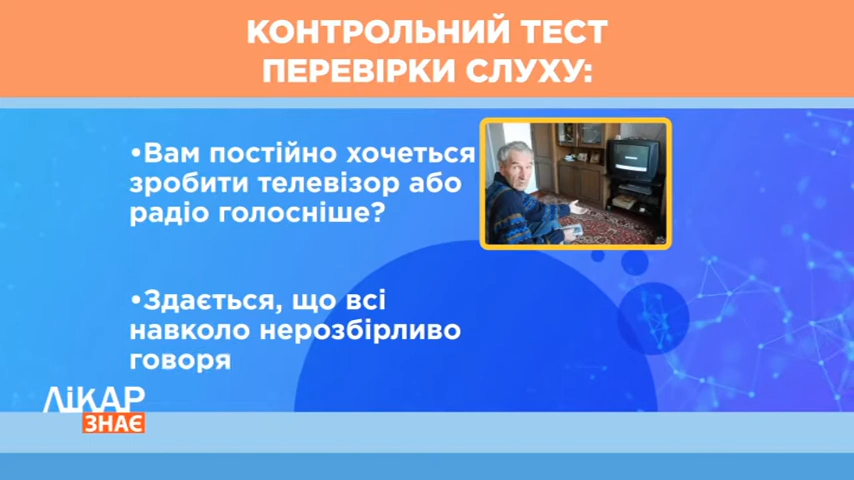 КОНТРОЛЬНИЙ ТЕСТ
ПЕРЕВІРКИ СЛУХУ:
•Вам постійно хочеться
зробити телевізор або
радіо голосніше?
•Здається, що всі
навколо нерозбірливо
говоря
ЛіКАР
ЗНАЄ